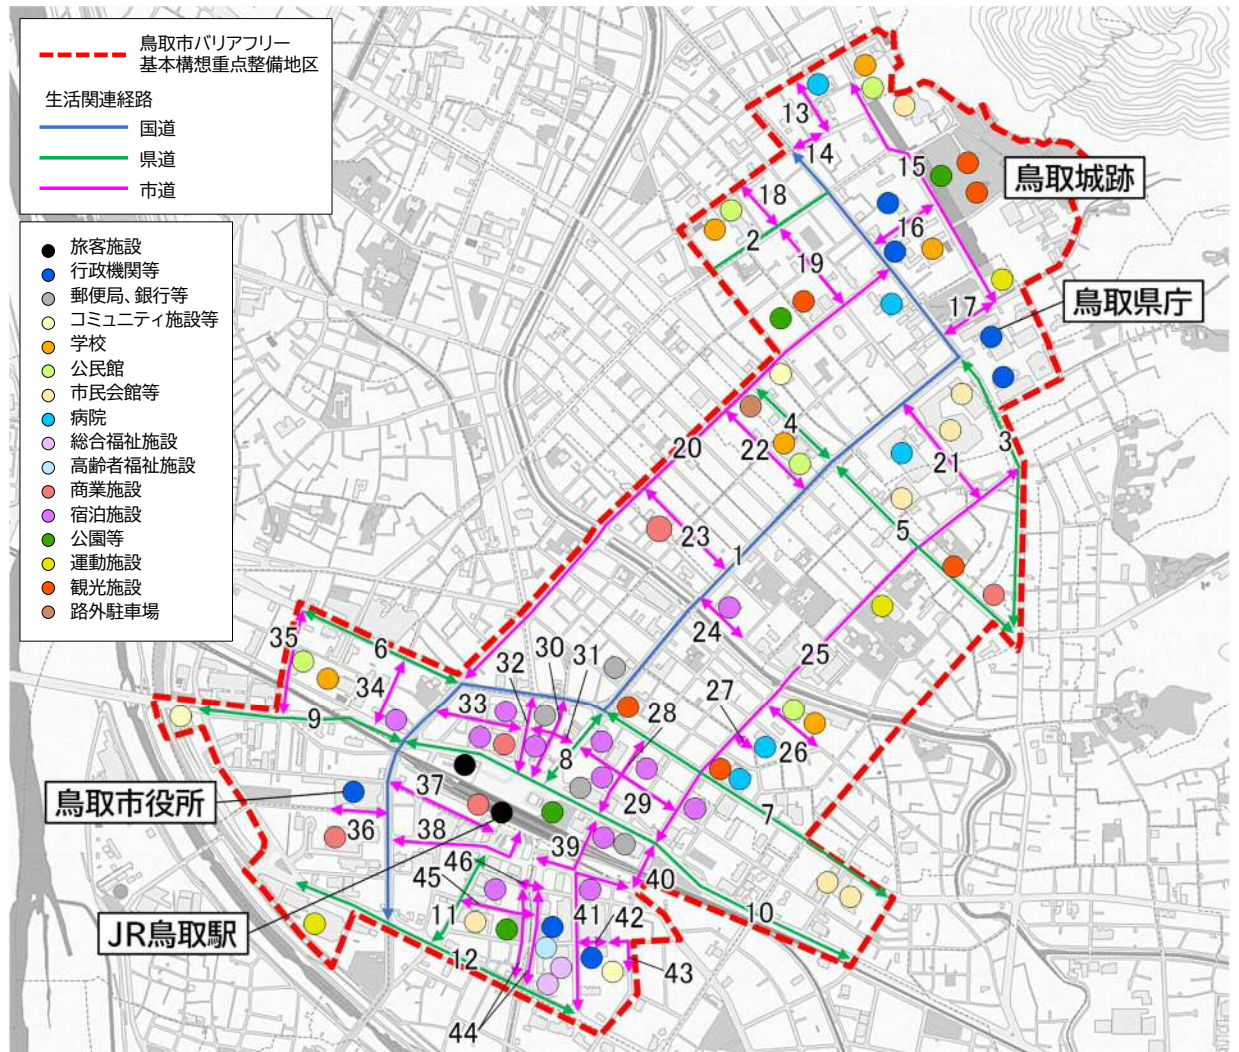 鳥取市バリアフリー
基本構想重点整備地区
生活関連経路
国道
県道
市道
旅客施設
行政機関等
郵便局、銀行等
コミュニティ施設等
学校
公民館
市民会館等
病院
総合福祉施設
高齢者福祉施設
商業施設
宿泊施設
公園等
運動施設
観光施設
路外駐車場
鳥取城跡
鳥取県庁
鳥取市役所
JR鳥取駅
13
14
15
18
16
2
19
17
4
3
20
22
21
5
23
1
24
25
35
6
34
32
30
31
33
9
8
28
27
26
29
7
37
36
38
39
46
40
45
11
41
42
10
12
43
44